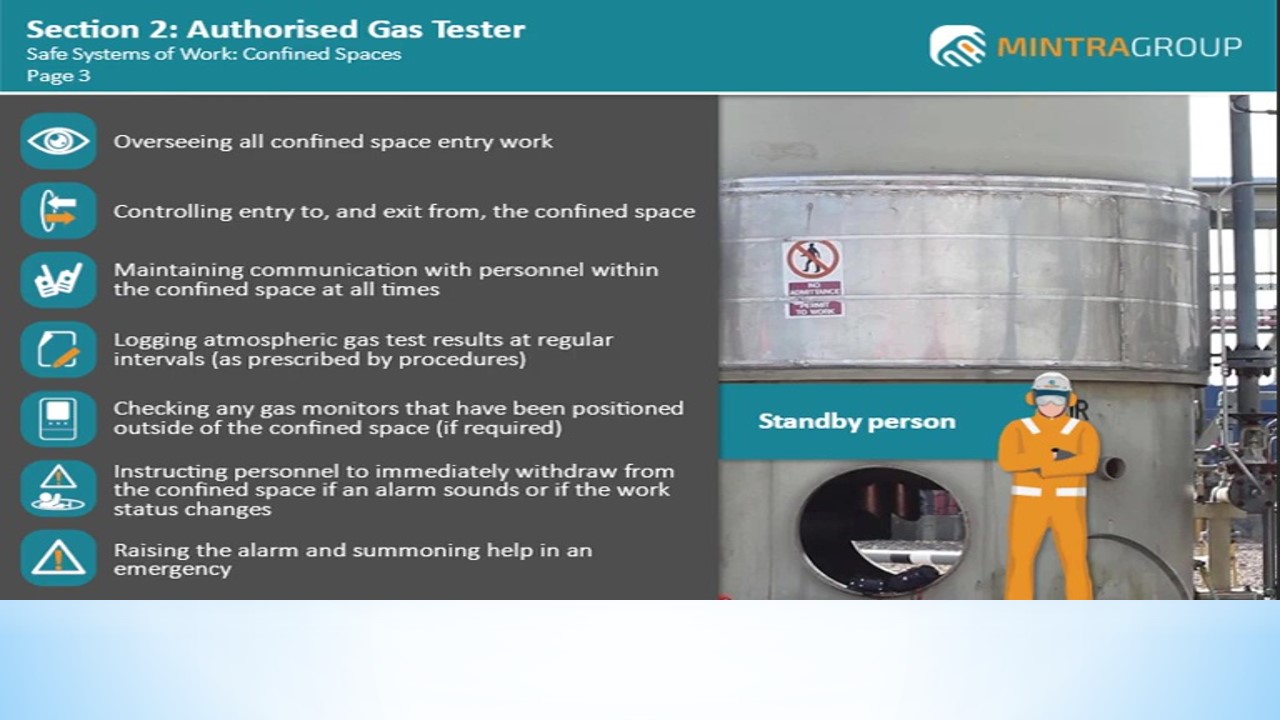 Section 2: Authorised Gas Tester
Safe Systems of Work: Confined Spaces
Page 3
MINTRAGROUP
Overseeing all confined space entry work
Controlling entry to, and exit from, the confined space
Maintaining communication with personnel within
the confined space at all times
Logging atmospheric gas test results at regular
intervals (as prescribed by procedures)
Checking any gas monitors that have been positioned
outside of the confined space (if required)
Instructing personnel to immediately withdraw from
the confined space if an alarm sounds or if the work
status changes
Raising the alarm and summoning help in an
emergency
NO
ADMITTANCE
PERMIT
TO WORK
Standby person